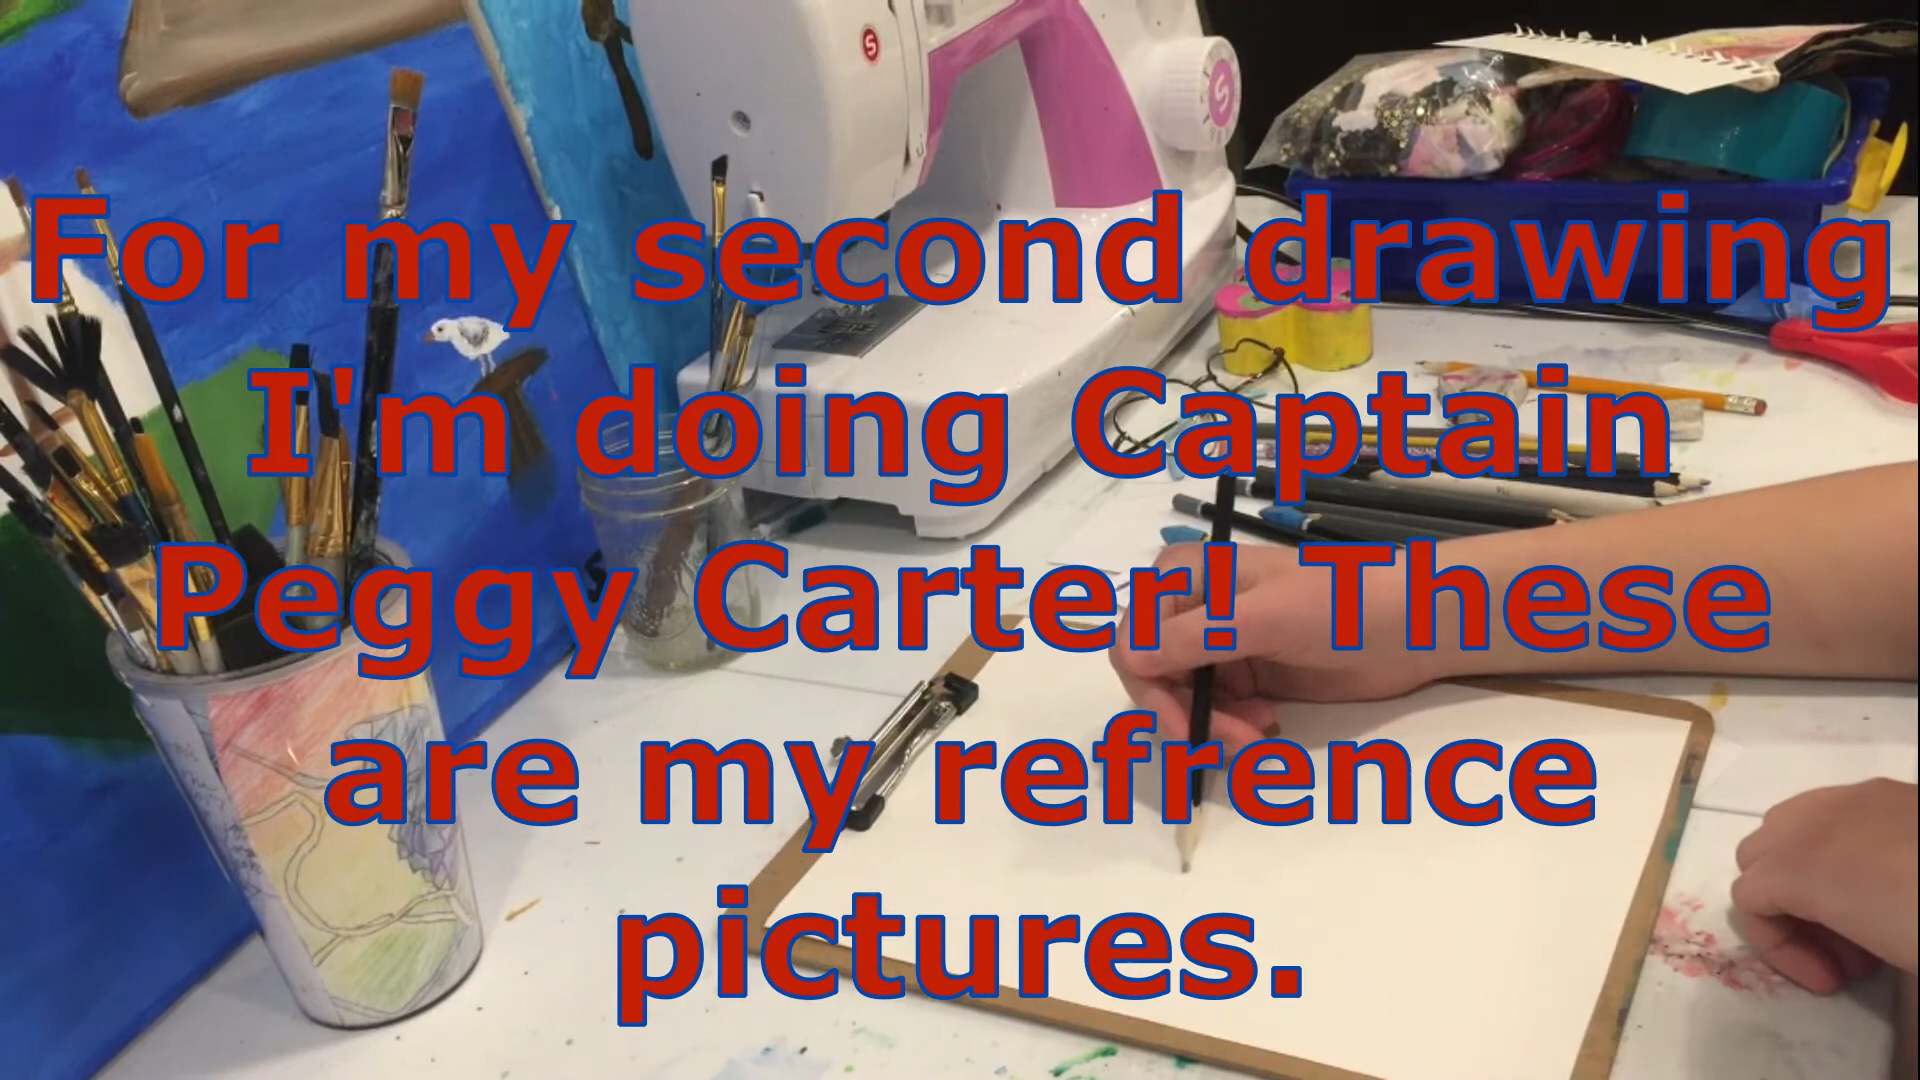 For my second drawing
I'm doing Captain
Peggy Carter! These
are my refrence
pictures.
S
S